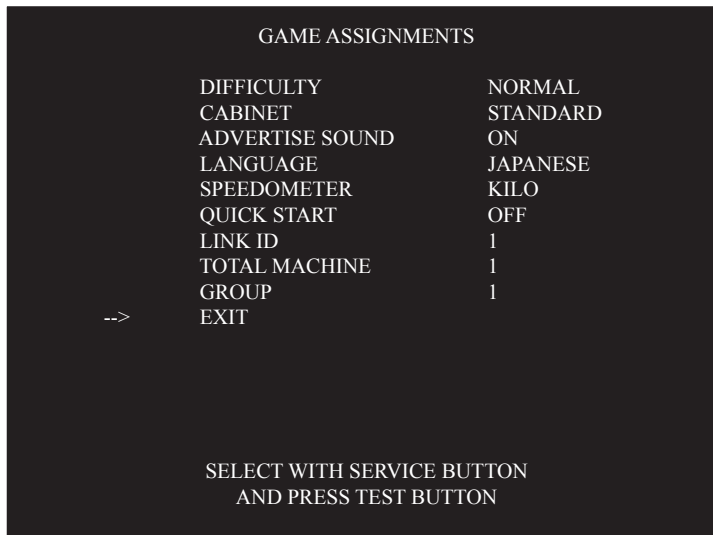 GAME ASSIGNMENTS
DIFFICULTY NORMAL
CABINET STANDARD
ADVERTISE SOUND ON
LANGUAGE JAPANESE
SPEEDOMETER KILO
QUICK START OFF
LINK ID 1
TOTAL MACHINE 1
GROUP 1
--> EXIT
SELECT WITH SERVICE BUTTON
AND PRESS TEST BUTTON